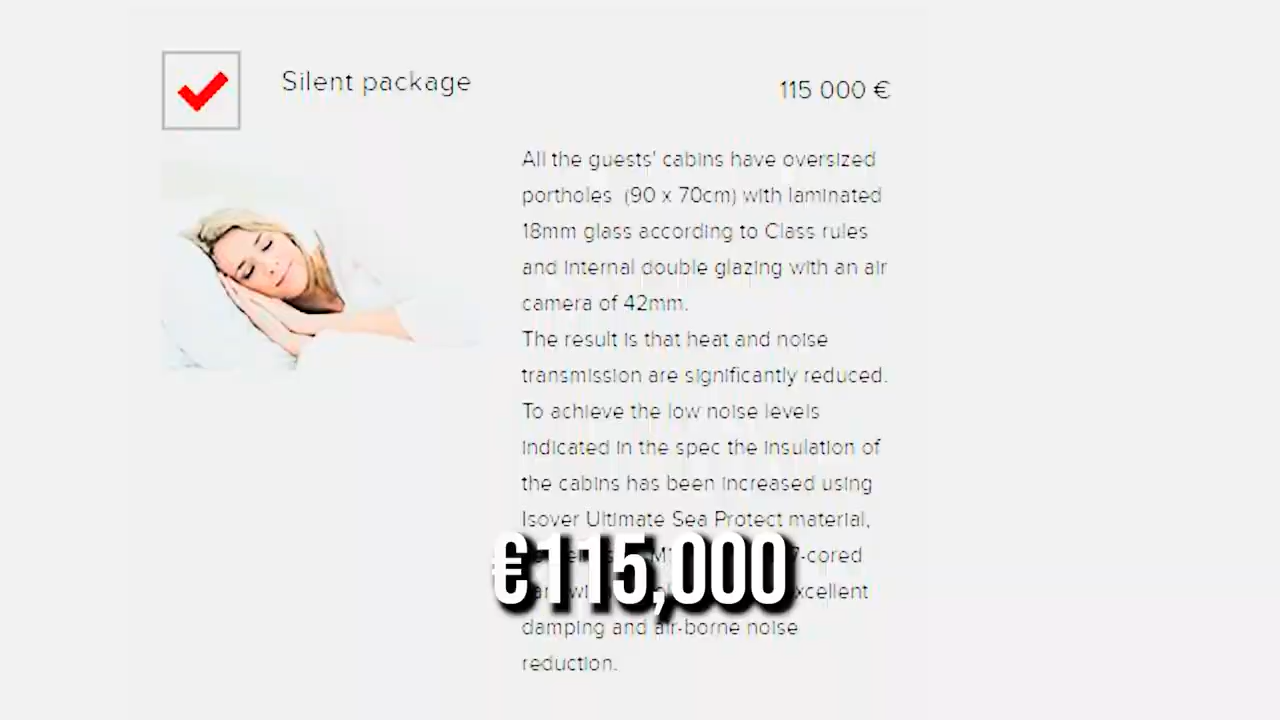 Silent package
115 000 €
All the guests' cabins have oversized
portholes (90 x 70cm) with laminated
18mm glass according to Class rules
and internal double glazing with an air
camera of 42mm.
The result is that heat and noise
transmission are significantly reduced.
To achieve the low noise levels
indicated in the spec the insulation of
the cabins has been increased using
Isover Ultimate Sea Protect material,
-cored
excellent
damping and air-borne noise
reduction.
€115,000